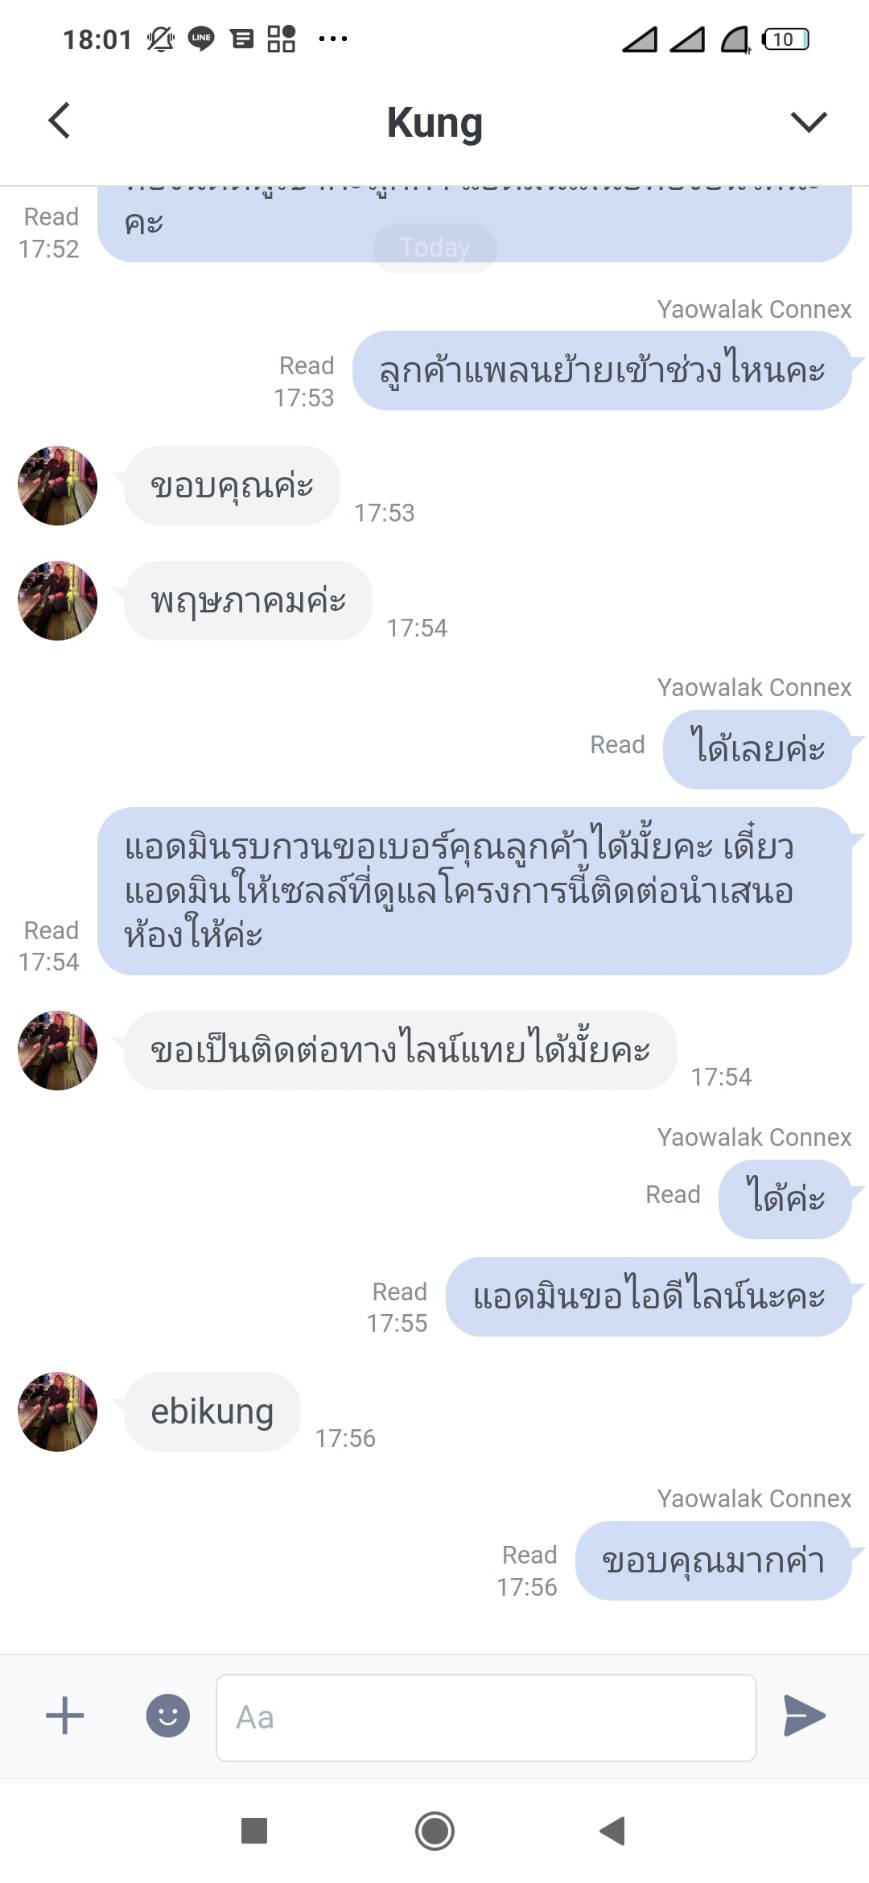 18:01
LINE
10
Kung
คะ
Read
17:52
Today
Yaowalak Connex
ลูกค้าแพลนย้ายเข้าช่วงไหนคะ
Read
17:53
ขอบคุณค่ะ
17:53
พฤษภาคมค่ะ
17:54
Yaowalak Connex
ได้เลยค่ะ
Read
แอดมินรบกวนขอเบอร์คุณลูกค้าได้มั้ยคะ เดี๋ยว
แอดมินให้เซลล์ที่ดูแลโครงการนี้ติดต่อนำเสนอ
ห้องให้ค่ะ
Read
17:54
ขอเป็นติดต่อทางไลน์แทยได้มั้ยคะ
17:54
Yaowalak Connex
ได้ค่ะ
Read
แอดมินขอไอดีไลน์นะคะ
Read
17:55
ebikung
17:56
Yaowalak Connex
ขอบคุณมากค่า
Read
17:56
Aa